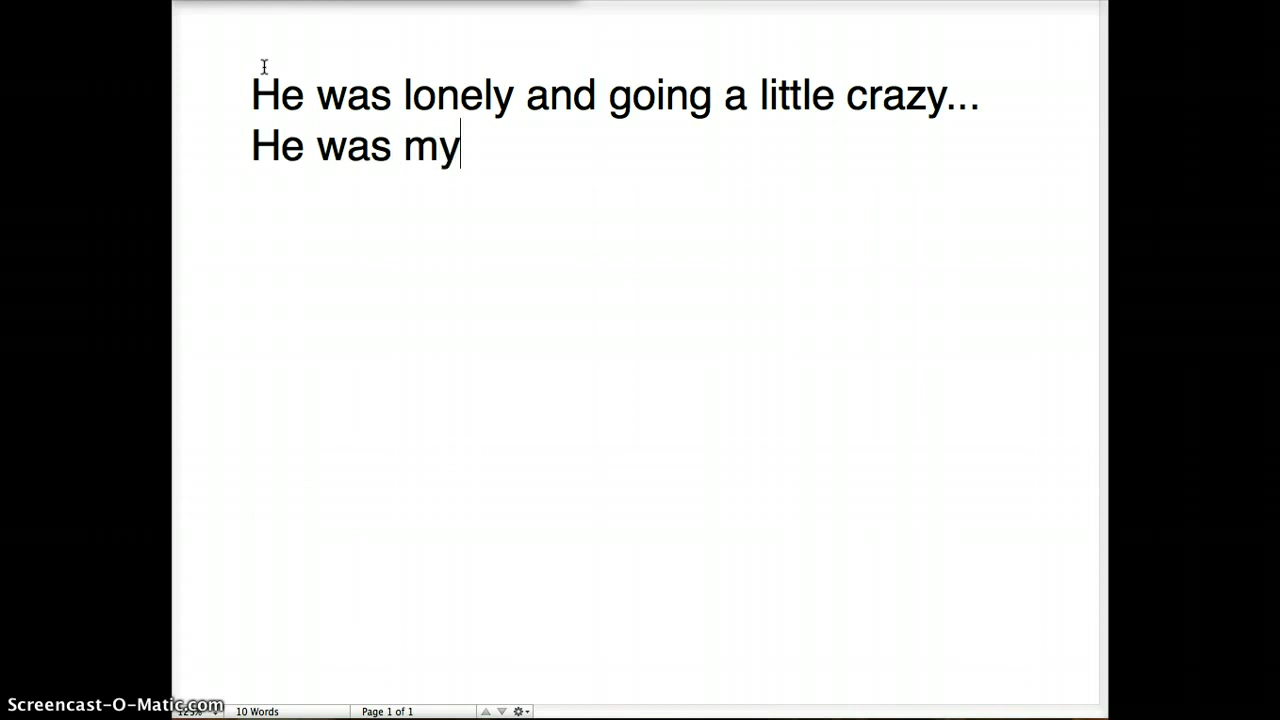 He was lonely and going a little crazy...
He was my
Screencast-O-Matic.com
10 Words
Page 1 of 1